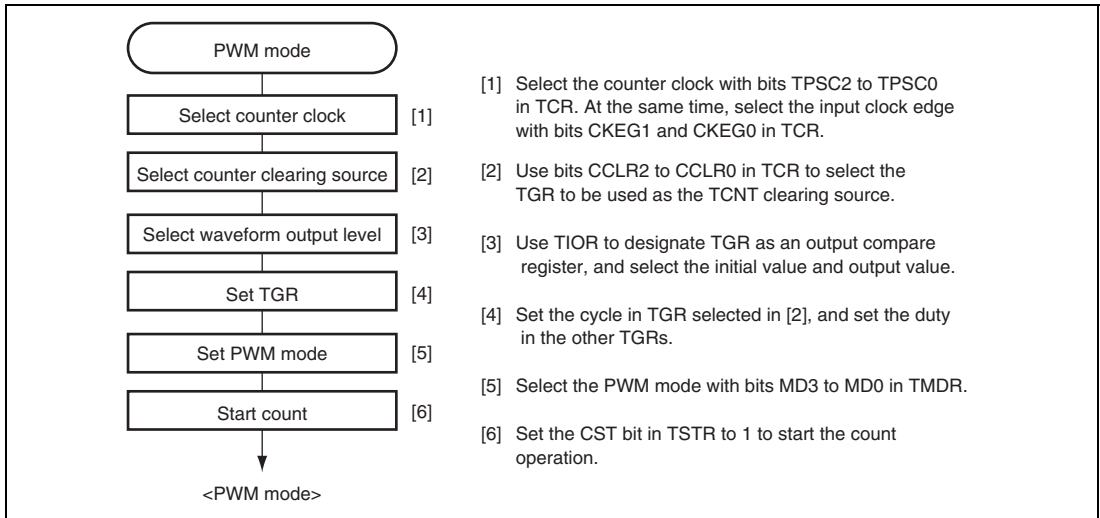 PWM mode
Select counter clock [1]
Select counter clearing source [2]
Select waveform output level [3]
Set TGR [4]
Set PWM mode [5]
Start count [6]
<PWM mode>
[1] Select the counter clock with bits TPSC2 to TPSC0
in TCR. At the same time, select the input clock edge
with bits CKEG1 and CKEG0 in TCR.
[2] Use bits CCLR2 to CCLR0 in TCR to select the
TGR to be used as the TCNT clearing source.
[3] Use TIOR to designate TGR as an output compare
register, and select the initial value and output value.
[4] Set the cycle in TGR selected in [2], and set the duty
in the other TGRs.
[5] Select the PWM mode with bits MD3 to MD0 in TMDR.
[6] Set the CST bit in TSTR to 1 to start the count
operation.